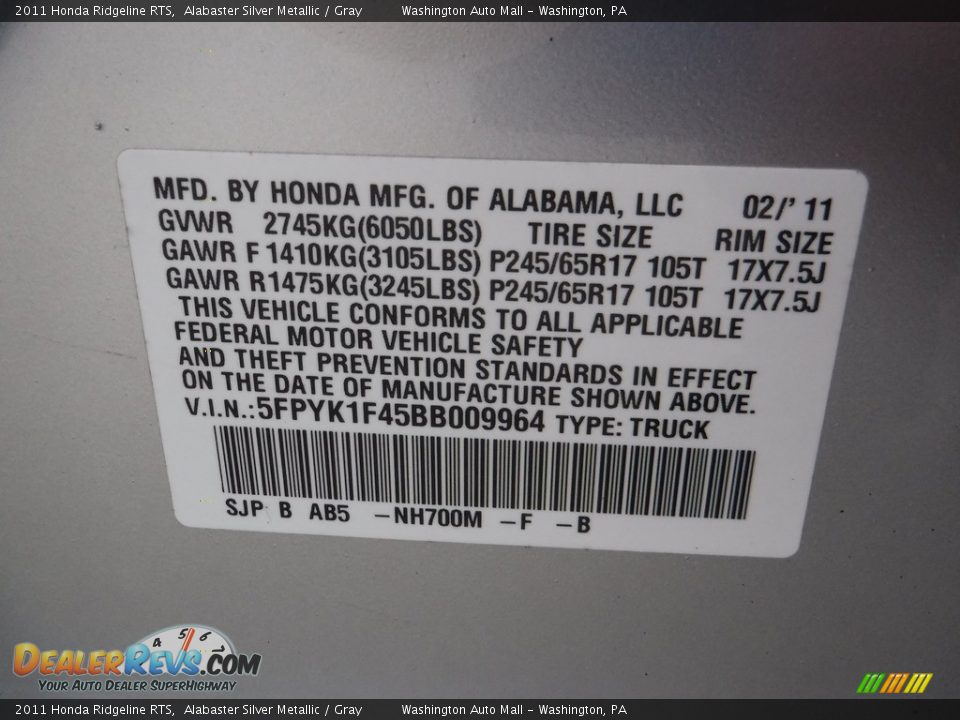 2011 Honda Ridgeline RTS, Alabaster Silver Metallic / Gray Washington Auto Mall - Washington, PA
MFD. BY HONDA MFG. OF ALABAMA, LLC 02/' 11
GVWR 2745KG(6050LBS) TIRE SIZE RIM SIZE
GAWR F 1410KG(3105LBS) P245/65R17 105T 17X7.5J
GAWR R1475KG(3245LBS) P245/65R17 105T 17X7.5J
THIS VEHICLE CONFORMS TO ALL APPLICABLE
FEDERAL MOTOR VEHICLE SAFETY
AND THEFT PREVENTION STANDARDS IN EFFECT
ON THE DATE OF MANUFACTURE SHOWN ABOVE.
V.I.N.:5FPYK1F45BB009964 TYPE: TRUCK
SJP B AB5 -NH700M -F -B
4 5 6 7
DEALERREVS.COM
YOUR AUTO DEALER SUPERHIGHWAY
2011 Honda Ridgeline RTS, Alabaster Silver Metallic / Gray Washington Auto Mall - Washington, PA